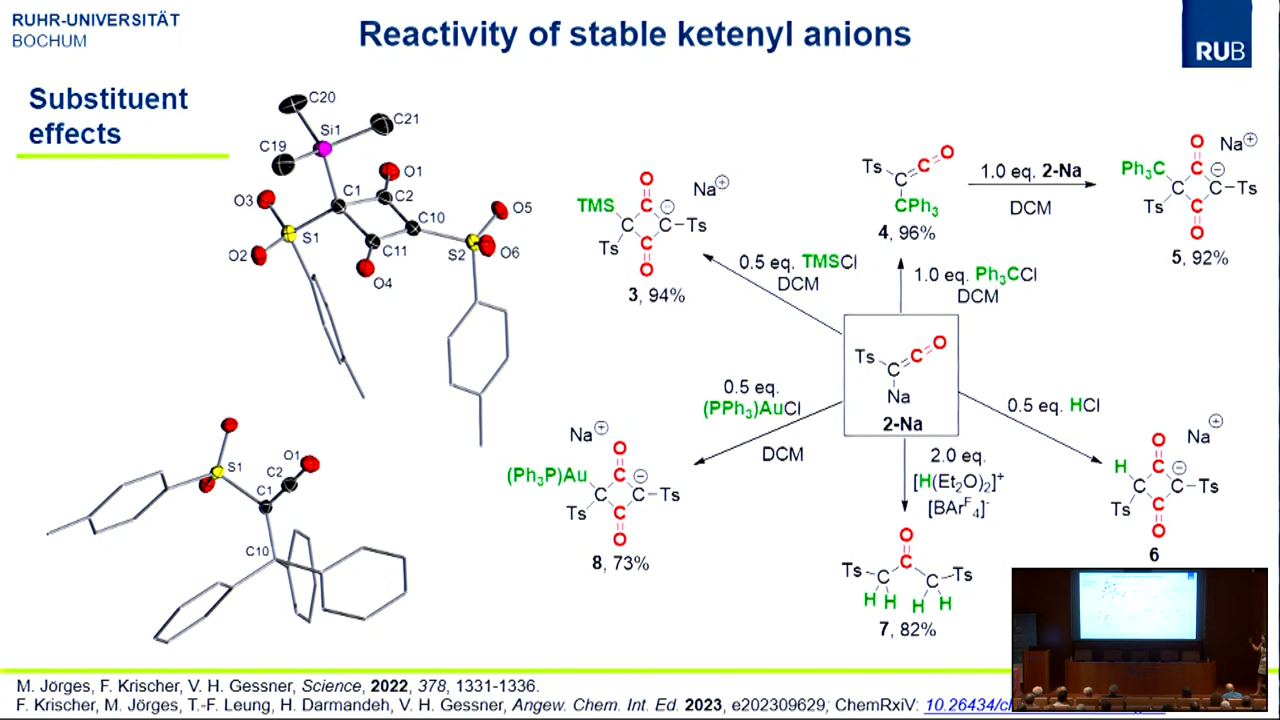 RUHR-UNIVERSITÄT
BOCHUM
Reactivity of stable ketenyl anions
RUB
Substituent
effects
C20
C21
Si1
C19
O1
C1
C2
O3
C10
O5
S1
C11
O2
S2
O6
O4
TMS
O
C
Na⊕
⊖
Ts
Ts
C
O
3, 94%
0.5 eq. TMSCl
DCM
Ts
C
C
O
CPh₃
4, 96%
1.0 eq. 2-Na
DCM
Ph₃C
O
C
Na⊕
⊖
Ts
Ts
C
O
5, 92%
1.0 eq. Ph₃CCl
DCM
Ts
C
C
O
Na
2-Na
0.5 eq.
(PPh₃)AuCl
DCM
0.5 eq. HCl
2.0 eq.
[H(Et₂O)₂]⁺
[BArᶠ₄]⁻
S1
C2
O1
C1
C10
Na⊕
O
(Ph₃P)Au
C
⊖
Ts
Ts
C
O
8, 73%
O
Ts
C
C
C
Ts
H H H H
7, 82%
O
Na⊕
H
C
⊖
C
C
Ts
Ts
C
O
6
M. Jörges, F. Krischer, V. H. Gessner, Science, 2022, 378, 1331-1336.
F. Krischer, M. Jörges, T.-F. Leung, H. Darmandeh, V. H. Gessner, Angew. Chem. Int. Ed. 2023, e202309629; ChemRxiV: